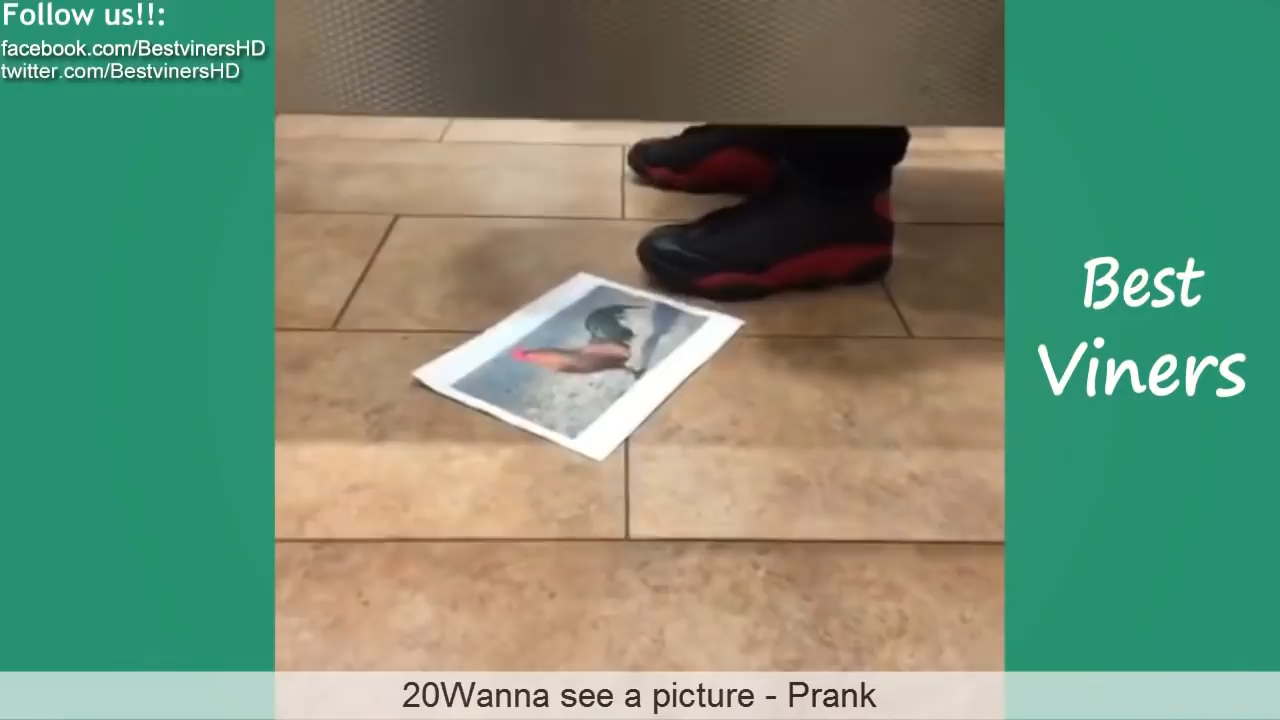 Follow us!!:
facebook.com/BestvinersHD
twitter.com/BestvinersHD
Best
Viners
20Wanna see a picture - Prank